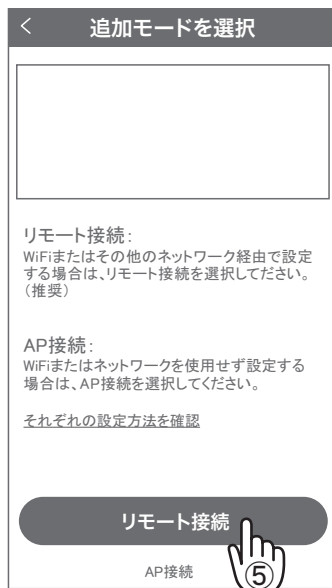 <
追加モードを選択
リモート接続:
WiFiまたはその他のネットワーク経由で設定
する場合は、リモート接続を選択してださい。
(推奨)
AP接続:
WiFiまたはネットワークを使用せず設定する
場合は、AP接続を選択してください。
それぞれの設定方法を確認
リモート接続
AP接続
⑤